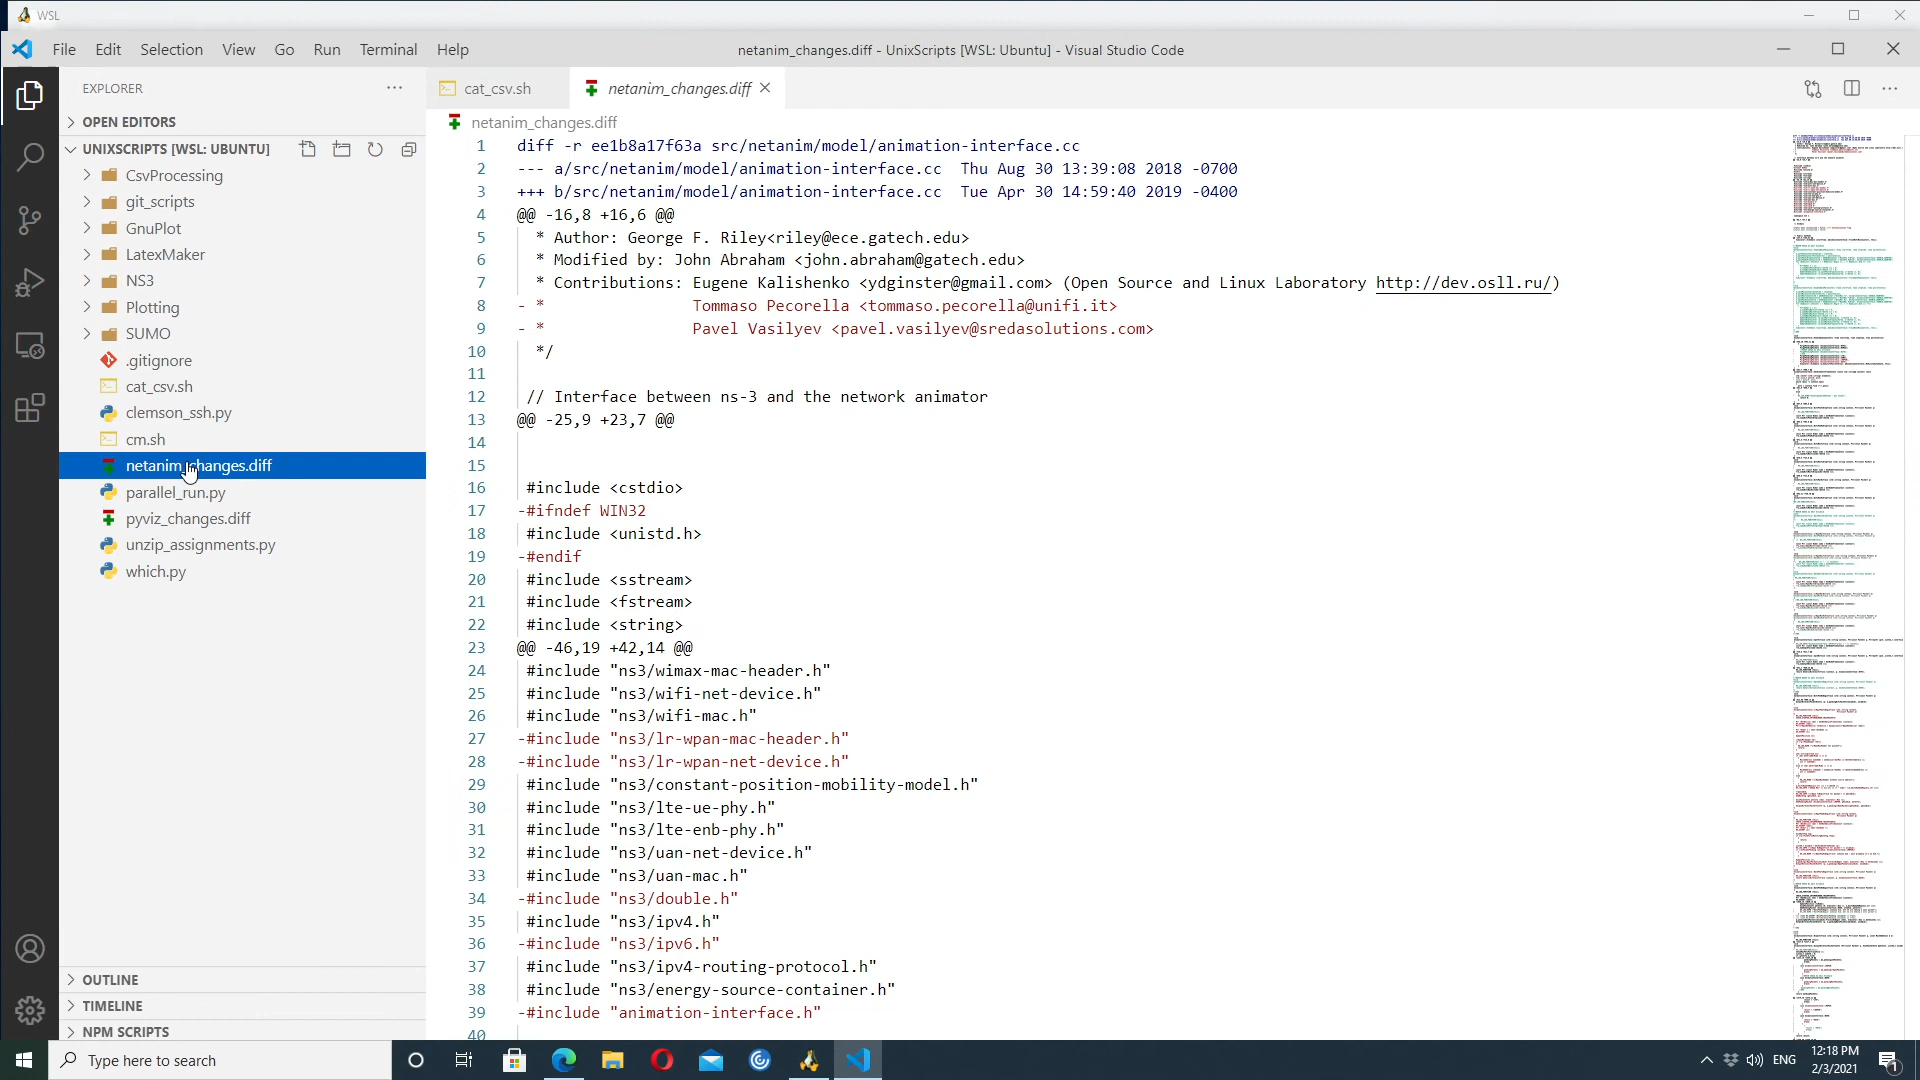 WSL
File Edit Selection View Go Run Terminal Help
netanim_changes.diff - UnixScripts [WSL: Ubuntu] - Visual Studio Code
EXPLORER
OPEN EDITORS
UNIXSCRIPTS [WSL: UBUNTU]
CsvProcessing
git_scripts
GnuPlot
LatexMaker
NS3
Plotting
SUMO
.gitignore
cat_csv.sh
clemson_ssh.py
cm.sh
netanim_changes.diff
parallel_run.py
pyviz_changes.diff
unzip_assignments.py
which.py
OUTLINE
TIMELINE
NPM SCRIPTS
cat_csv.sh
netanim_changes.diff
netanim_changes.diff
1 diff -r ee1b8a17f63a src/netanim/model/animation-interface.cc
2 --- a/src/netanim/model/animation-interface.cc Thu Aug 30 13:39:08 2018 -0700
3 +++ b/src/netanim/model/animation-interface.cc Tue Apr 30 14:59:40 2019 -0400
4 @@ -16,8 +16,6 @@
5 * Author: George F. Riley<riley@ece.gatech.edu>
6 * Modified by: John Abraham <john.abraham@gatech.edu>
7 * Contributions: Eugene Kalishenko <ydginster@gmail.com> (Open Source and Linux Laboratory http://dev.osll.ru/)
8 - * Tommaso Pecorella <tommaso.pecorella@unifi.it>
9 - * Pavel Vasilyev <pavel.vasilyev@sredasolutions.com>
10 */
11
12 // Interface between ns-3 and the network animator
13 @@ -25,9 +23,7 @@
14
15
16 #include <cstdio>
17 -#ifndef WIN32
18 #include <unistd.h>
19 -#endif
20 #include <sstream>
21 #include <fstream>
22 #include <string>
23 @@ -46,19 +42,14 @@
24 #include "ns3/wimax-mac-header.h"
25 #include "ns3/wifi-net-device.h"
26 #include "ns3/wifi-mac.h"
27 -#include "ns3/lr-wpan-mac-header.h"
28 -#include "ns3/lr-wpan-net-device.h"
29 #include "ns3/constant-position-mobility-model.h"
30 #include "ns3/lte-ue-phy.h"
31 #include "ns3/lte-enb-phy.h"
32 #include "ns3/uan-net-device.h"
33 #include "ns3/uan-mac.h"
34 -#include "ns3/double.h"
35 #include "ns3/ipv4.h"
36 -#include "ns3/ipv6.h"
37 #include "ns3/ipv4-routing-protocol.h"
38 #include "ns3/energy-source-container.h"
39 -#include "animation-interface.h"
40
Type here to search
ENG
12:18 PM
2/3/2021
1